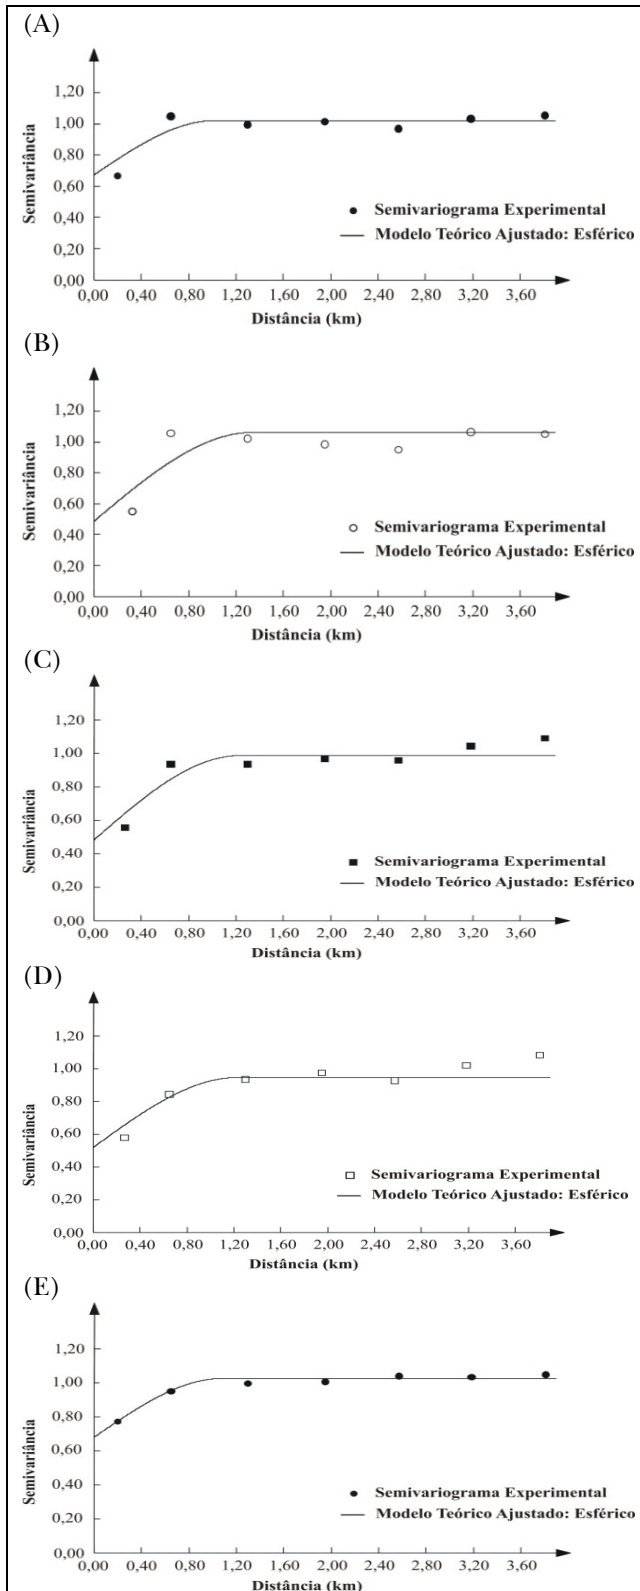 (A)
1,20
1,00
0,80
0,60
0,40
0,20
0,00
Semivariância
● Semivariograma Experimental
— Modelo Teórico Ajustado: Esférico
0,00 0,40 0,80 1,20 1,60 2,00 2,40 2,80 3,20 3,60
Distância (km)
(B)
1,20
1,00
0,80
0,60
0,40
0,20
0,00
Semivariância
○ Semivariograma Experimental
— Modelo Teórico Ajustado: Esférico
0,00 0,40 0,80 1,20 1,60 2,00 2,40 2,80 3,20 3,60
Distância (km)
(C)
1,20
1,00
0,80
0,60
0,40
0,20
0,00
Semivariância
■ Semivariograma Experimental
— Modelo Teórico Ajustado: Esférico
0,00 0,40 0,80 1,20 1,60 2,00 2,40 2,80 3,20 3,60
Distância (km)
(D)
1,20
1,00
0,80
0,60
0,40
0,20
0,00
Semivariância
□ Semivariograma Experimental
— Modelo Teórico Ajustado: Esférico
0,00 0,40 0,80 1,20 1,60 2,00 2,40 2,80 3,20 3,60
Distância (km)
(E)
1,20
1,00
0,80
0,60
0,40
0,20
0,00
Semivariância
● Semivariograma Experimental
— Modelo Teórico Ajustado: Esférico
0,00 0,40 0,80 1,20 1,60 2,00 2,40 2,80 3,20 3,60
Distância (km)